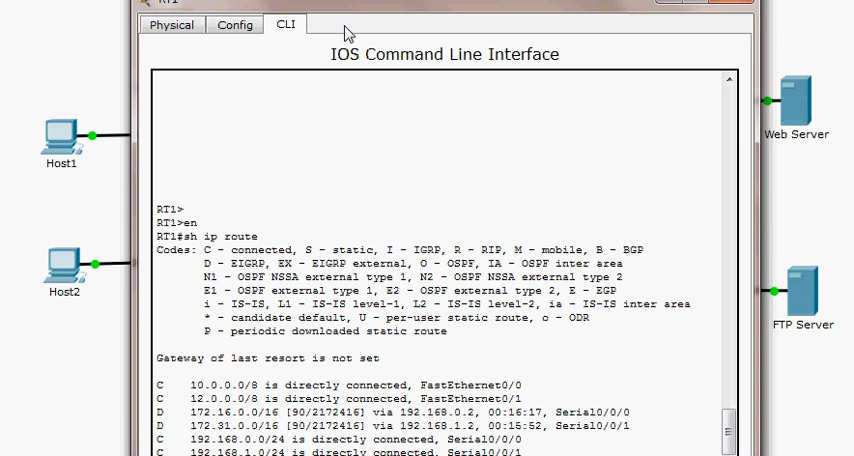 RT1
Physical Config CLI
IOS Command Line Interface
Host1
Web Server
RT1>
RT1>en
RT1#sh ip route
Codes: C - connected, S - static, I - IGRP, R - RIP, M - mobile, B - BGP
D - EIGRP, EX - EIGRP external, O - OSPF, IA - OSPF inter area
N1 - OSPF NSSA external type 1, N2 - OSPF NSSA external type 2
E1 - OSPF external type 1, E2 - OSPF external type 2, E - EGP
i - IS-IS, L1 - IS-IS level-1, L2 - IS-IS level-2, ia - IS-IS inter area
* - candidate default, U - per-user static route, o - ODR
P - periodic downloaded static route
Host2
FTP Server
Gateway of last resort is not set
C 10.0.0.0/8 is directly connected, FastEthernet0/0
C 12.0.0.0/8 is directly connected, FastEthernet0/1
D 172.16.0.0/16 [90/2172416] via 192.168.0.2, 00:16:17, Serial0/0/0
D 172.31.0.0/16 [90/2172416] via 192.168.1.2, 00:15:52, Serial0/0/1
C 192.168.0.0/24 is directly connected, Serial0/0/0
C 192.168.1.0/24 is directly connected, Serial0/0/1